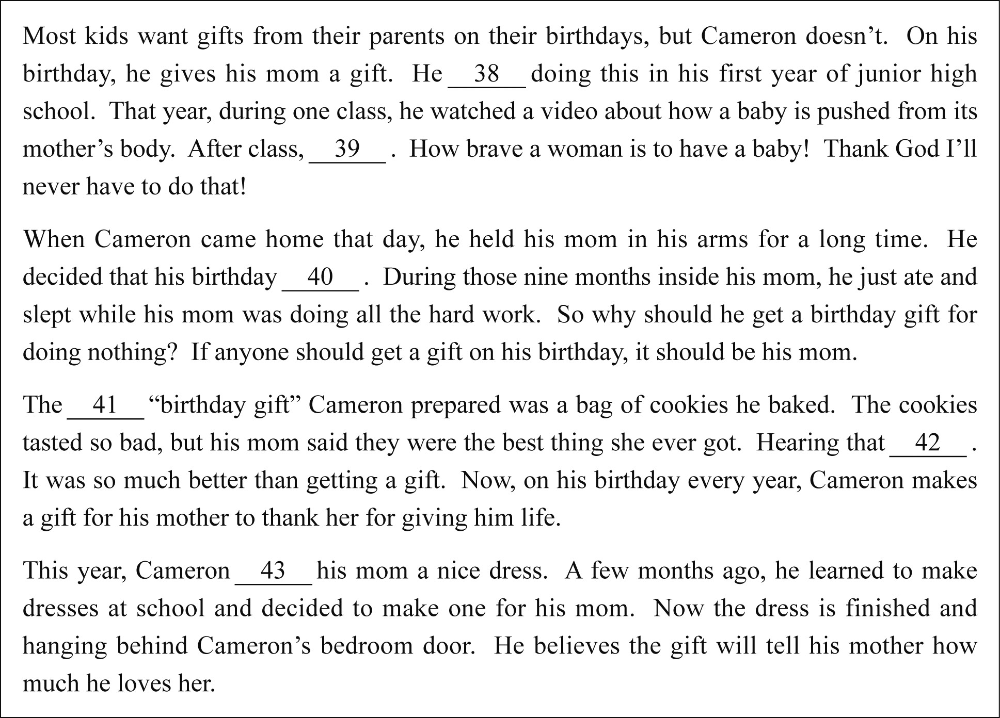 Most kids want gifts from their parents on their birthdays, but Cameron doesn’t. On his
birthday, he gives his mom a gift. He 38 doing this in his first year of junior high
school. That year, during one class, he watched a video about how a baby is pushed from its
mother’s body. After class, 39 . How brave a woman is to have a baby! Thank God I’ll
never have to do that!
When Cameron came home that day, he held his mom in his arms for a long time. He
decided that his birthday 40 . During those nine months inside his mom, he just ate and
slept while his mom was doing all the hard work. So why should he get a birthday gift for
doing nothing? If anyone should get a gift on his birthday, it should be his mom.
The 41 “birthday gift” Cameron prepared was a bag of cookies he baked. The cookies
tasted so bad, but his mom said they were the best thing she ever got. Hearing that 42 .
It was so much better than getting a gift. Now, on his birthday every year, Cameron makes
a gift for his mother to thank her for giving him life.
This year, Cameron 43 his mom a nice dress. A few months ago, he learned to make
dresses at school and decided to make one for his mom. Now the dress is finished and
hanging behind Cameron’s bedroom door. He believes the gift will tell his mother how
much he loves her.